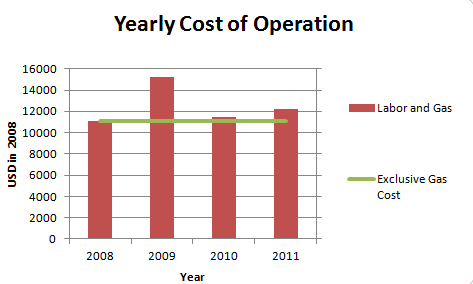 Yearly Cost of Operation
USD in 2008
16000
14000
12000
10000
8000
6000
4000
2000
0
2008 2009 2010 2011
Year
Labor and Gas
Exclusive Gas
Cost